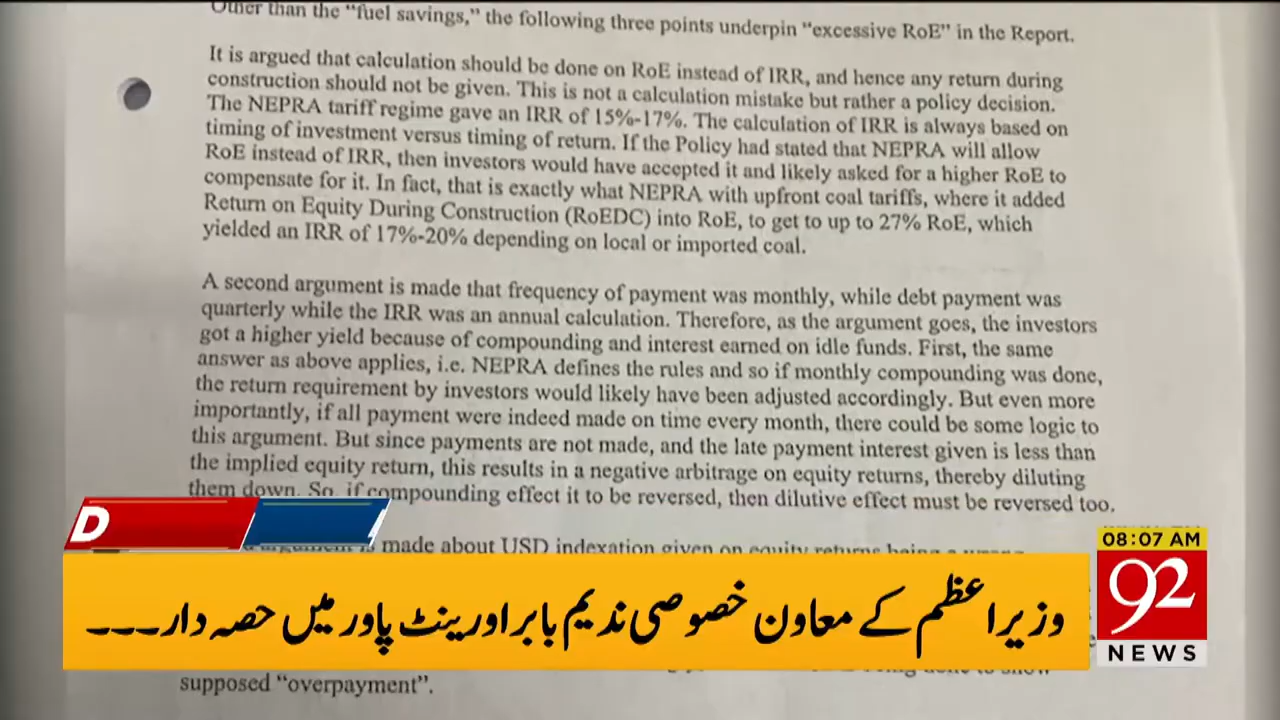 Other than the “fuel savings,” the following three points underpin “excessive RoE” in the Report.
It is argued that calculation should be done on RoE instead of IRR, and hence any return during
construction should not be given. This is not a calculation mistake but rather a policy decision.
The NEPRA tariff regime gave an IRR of 15%-17%. The calculation of IRR is always based on
timing of investment versus timing of return. If the Policy had stated that NEPRA will allow
RoE instead of IRR, then investors would have accepted it and likely asked for a higher RoE to
compensate for it. In fact, that is exactly what NEPRA with upfront coal tariffs, where it added
Return on Equity During Construction (RoEDC) into RoE, to get to up to 27% RoE, which
yielded an IRR of 17%-20% depending on local or imported coal.
A second argument is made that frequency of payment was monthly, while debt payment was
quarterly while the IRR was an annual calculation. Therefore, as the argument goes, the investors
got a higher yield because of compounding and interest earned on idle funds. First, the same
answer as above applies, i.e. NEPRA defines the rules and so if monthly compounding was done,
the return requirement by investors would likely have been adjusted accordingly. But even more
importantly, if all payment were indeed made on time every month, there could be some logic to
this argument. But since payments are not made, and the late payment interest given is less than
the implied equity return, this results in a negative arbitrage on equity returns, thereby diluting
them down. So, if compounding effect it to be reversed, then dilutive effect must be reversed too.
argument is made about USD indexation given on equity returns being a
D
08:07 AM
92
NEWS
وزیراعظم کے معاون خصوصی ندیم بابر اورینٹ پاور میں حصہ دار۔۔۔
supposed “overpayment”.